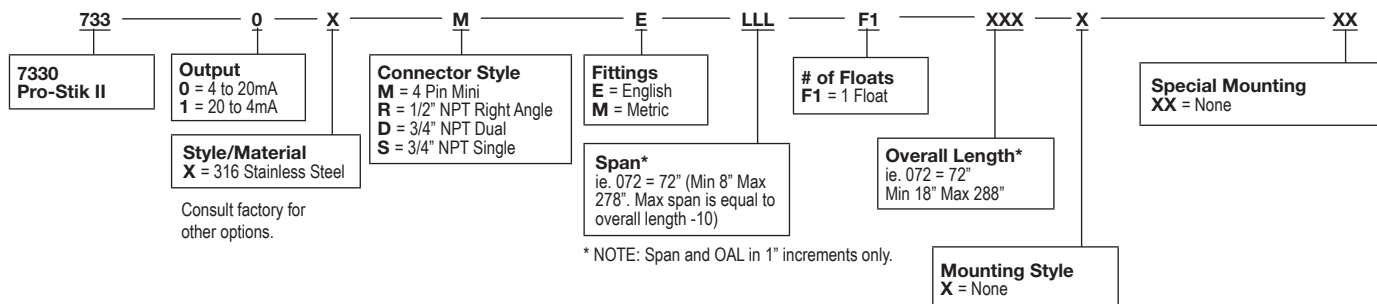 733 0 X M E LLL F1 XXX X XX
7330
Pro-Stik II
Output
0 = 4 to 20mA
1 = 20 to 4mA
Style/Material
X = 316 Stainless Steel
Consult factory for
other options.
Connector Style
M = 4 Pin Mini
R = 1/2” NPT Right Angle
D = 3/4” NPT Dual
S = 3/4” NPT Single
Fittings
E = English
M = Metric
Span*
ie. 072 = 72” (Min 8” Max
278”. Max span is equal to
overall length -10)
* NOTE: Span and OAL in 1” increments only.
# of Floats
F1 = 1 Float
Overall Length*
ie. 072 = 72”
Min 18” Max 288”
Mounting Style
X = None
Special Mounting
XX = None